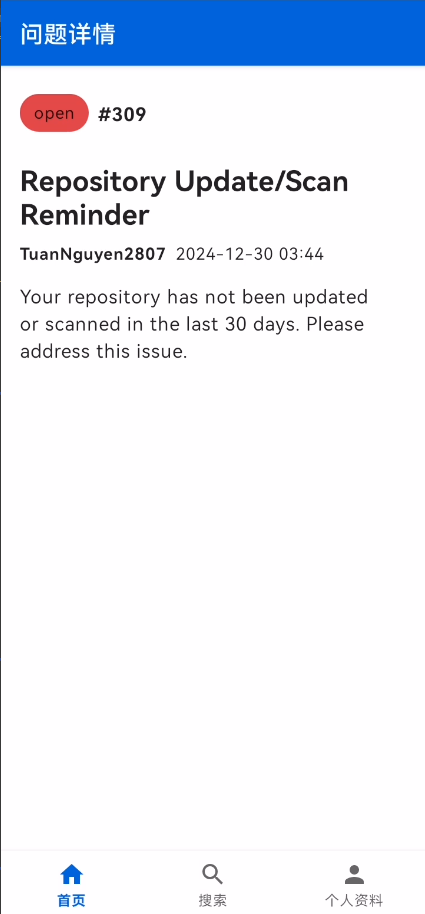 问题详情
open #309
Repository Update/Scan
Reminder
TuanNguyen2807 2024-12-30 03:44
Your repository has not been updated
or scanned in the last 30 days. Please
address this issue.
首页 搜索 个人资料